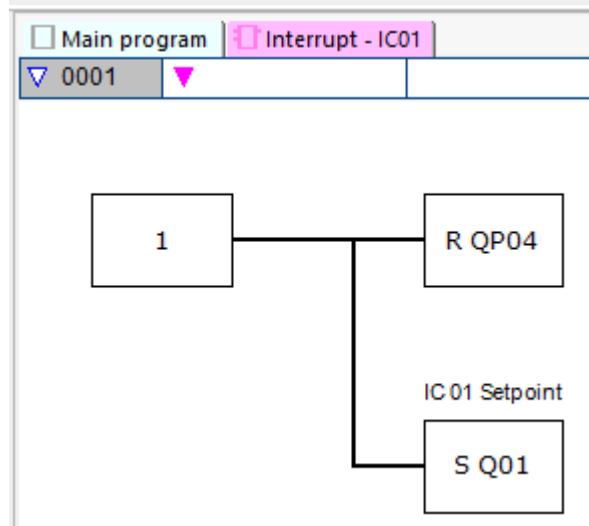 Main program Interrupt - IC01
0001
1 R QP04
IC 01 Setpoint
S Q01